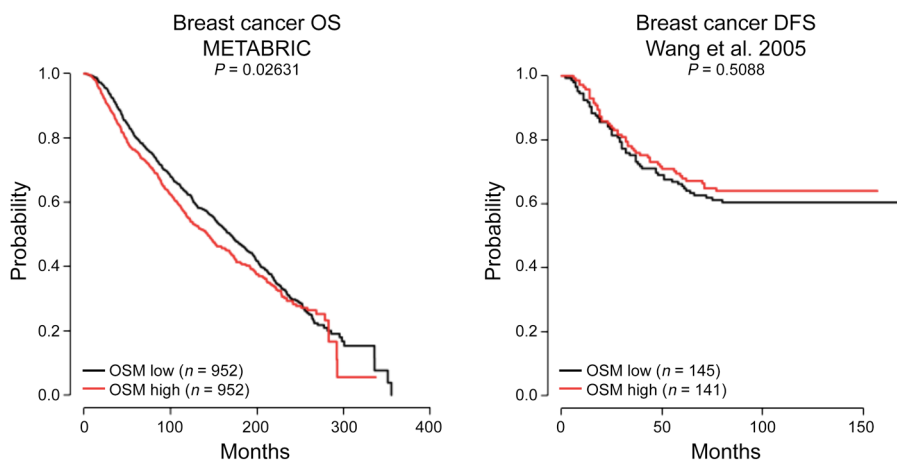 Breast cancer OS
METABRIC
P = 0.02631
Probability
1.0
0.8
0.6
0.4
0.2
0.0
OSM low (n = 952)
OSM high (n = 952)
0 100 200 300 400
Months
Breast cancer DFS
Wang et al. 2005
P = 0.5088
Probability
1.0
0.8
0.6
0.4
0.2
0.0
OSM low (n = 145)
OSM high (n = 141)
0 50 100 150
Months